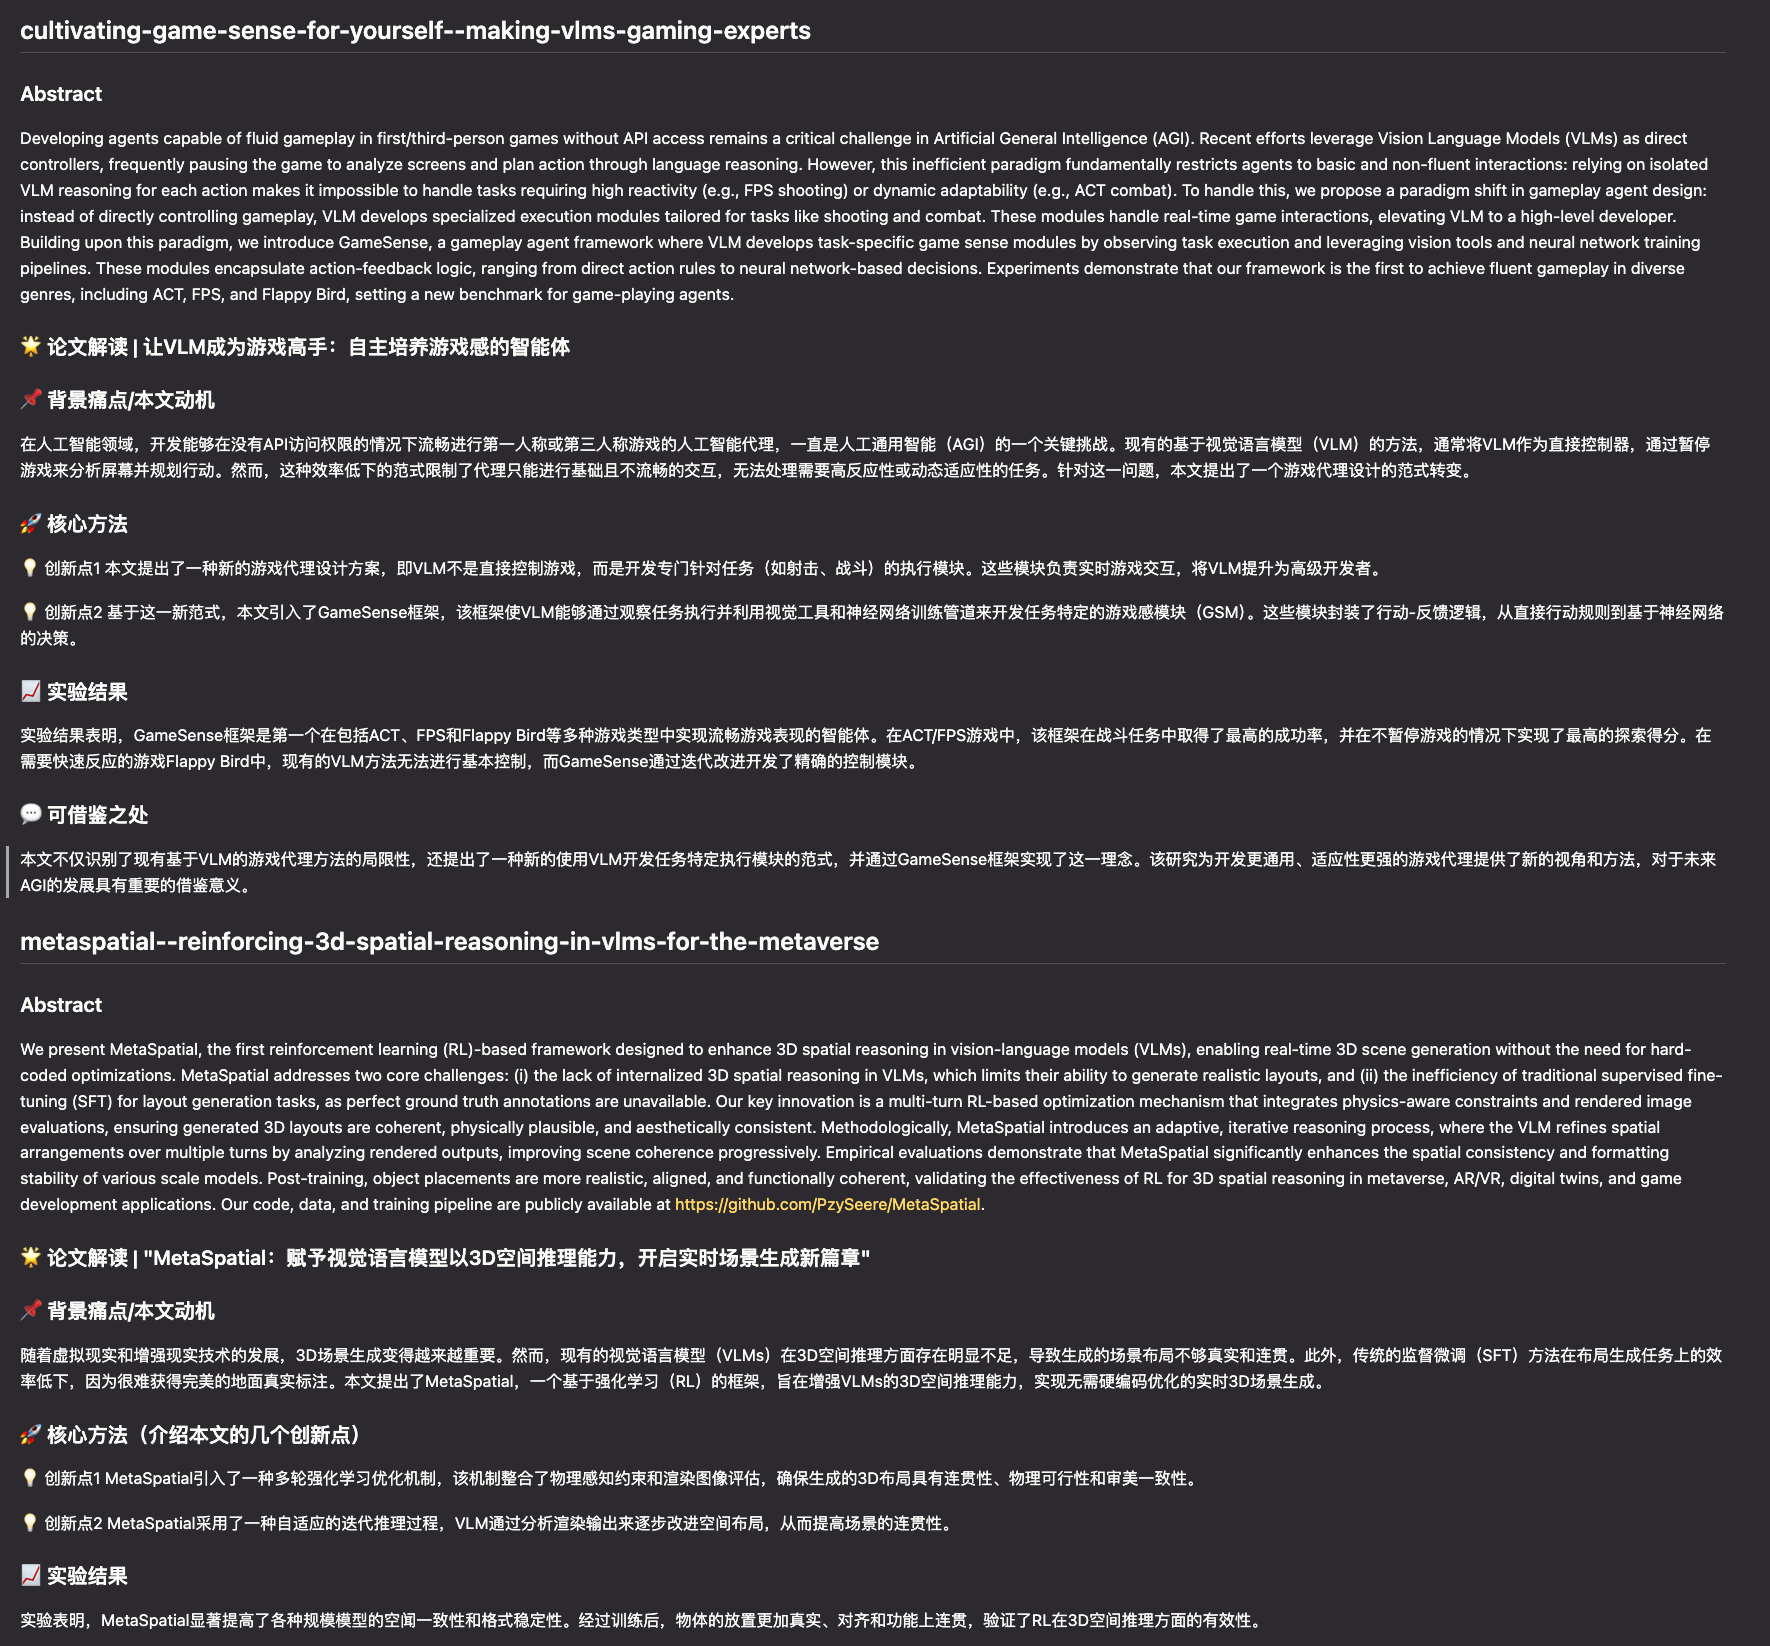 cultivating-game-sense-for-yourself--making-vlms-gaming-experts
Abstract
Developing agents capable of fluid gameplay in first/third-person games without API access remains a critical challenge in Artificial General Intelligence (AGI). Recent efforts leverage Vision Language Models (VLMs) as direct
controllers, frequently pausing the game to analyze screens and plan action through language reasoning. However, this inefficient paradigm fundamentally restricts agents to basic and non-fluent interactions: relying on isolated
VLM reasoning for each action makes it impossible to handle tasks requiring high reactivity (e.g., FPS shooting) or dynamic adaptability (e.g., ACT combat). To handle this, we propose a paradigm shift in gameplay agent design:
instead of directly controlling gameplay, VLM develops specialized execution modules tailored for tasks like shooting and combat. These modules handle real-time game interactions, elevating VLM to a high-level developer.
Building upon this paradigm, we introduce GameSense, a gameplay agent framework where VLM develops task-specific game sense modules by observing task execution and leveraging vision tools and neural network training
pipelines. These modules encapsulate action-feedback logic, ranging from direct action rules to neural network-based decisions. Experiments demonstrate that our framework is the first to achieve fluent gameplay in diverse
genres, including ACT, FPS, and Flappy Bird, setting a new benchmark for game-playing agents.
🌟 论文解读 | 让VLM成为游戏高手：自主培养游戏感的智能体
📌 背景痛点/本文动机
在人工智能领域，开发能够在没有API访问权限的情况下流畅进行第一人称或第三人称游戏的人工智能代理，一直是人工通用智能（AGI）的一个关键挑战。现有的基于视觉语言模型（VLM）的方法，通常将VLM作为直接控制器，通过暂停
游戏来分析屏幕并规划行动。然而，这种效率低下的范式限制了代理只能进行基础且不流畅的交互，无法处理需要高反应性或动态适应性的任务。针对这一问题，本文提出了一个游戏代理设计的范式转变。
🚀 核心方法
💡 创新点1 本文提出了一种新的游戏代理设计方案，即VLM不是直接控制游戏，而是开发专门针对任务（如射击、战斗）的执行模块。这些模块负责实时游戏交互，将VLM提升为高级开发者。
💡 创新点2 基于这一新范式，本文引入了GameSense框架，该框架使VLM能够通过观察任务执行并利用视觉工具和神经网络训练管道来开发任务特定的游戏感模块（GSM）。这些模块封装了行动-反馈逻辑，从直接行动规则到基于神经网络
的决策。
📈 实验结果
实验结果表明，GameSense框架是第一个在包括ACT、FPS和Flappy Bird等多种游戏类型中实现流畅游戏表现的智能体。在ACT/FPS游戏中，该框架在战斗任务中取得了最高的成功率，并在不暂停游戏的情况下实现了最高的探索得分。在
需要快速反应的游戏Flappy Bird中，现有的VLM方法无法进行基本控制，而GameSense通过迭代改进开发了精确的控制模块。
💬 可借鉴之处
本文不仅识别了现有基于VLM的游戏代理方法的局限性，还提出了一种新的使用VLM开发任务特定执行模块的范式，并通过GameSense框架实现了这一理念。该研究为开发更通用、适应性更强的游戏代理提供了新的视角和方法，对于未来
AGI的发展具有重要的借鉴意义。
metaspatial--reinforcing-3d-spatial-reasoning-in-vlms-for-the-metaverse
Abstract
We present MetaSpatial, the first reinforcement learning (RL)-based framework designed to enhance 3D spatial reasoning in vision-language models (VLMs), enabling real-time 3D scene generation without the need for hard-
coded optimizations. MetaSpatial addresses two core challenges: (i) the lack of internalized 3D spatial reasoning in VLMs, which limits their ability to generate realistic layouts, and (ii) the inefficiency of traditional supervised fine-
tuning (SFT) for layout generation tasks, as perfect ground truth annotations are unavailable. Our key innovation is a multi-turn RL-based optimization mechanism that integrates physics-aware constraints and rendered image
evaluations, ensuring generated 3D layouts are coherent, physically plausible, and aesthetically consistent. Methodologically, MetaSpatial introduces an adaptive, iterative reasoning process, where the VLM refines spatial
arrangements over multiple turns by analyzing rendered outputs, improving scene coherence progressively. Empirical evaluations demonstrate that MetaSpatial significantly enhances the spatial consistency and formatting
stability of various scale models. Post-training, object placements are more realistic, aligned, and functionally coherent, validating the effectiveness of RL for 3D spatial reasoning in metaverse, AR/VR, digital twins, and game
development applications. Our code, data, and training pipeline are publicly available at https://github.com/PzySeere/MetaSpatial.
🌟 论文解读 | "MetaSpatial：赋予视觉语言模型以3D空间推理能力，开启实时场景生成新篇章"
📌 背景痛点/本文动机
随着虚拟现实和增强现实技术的发展，3D场景生成变得越来越重要。然而，现有的视觉语言模型（VLMs）在3D空间推理方面存在明显不足，导致生成的场景布局不够真实和连贯。此外，传统的监督微调（SFT）方法在布局生成任务上的效
率低下，因为很难获得完美的地面真实标注。本文提出了MetaSpatial，一个基于强化学习（RL）的框架，旨在增强VLMs的3D空间推理能力，实现无需硬编码优化的实时3D场景生成。
🚀 核心方法（介绍本文的几个创新点）
💡 创新点1 MetaSpatial引入了一种多轮强化学习优化机制，该机制整合了物理感知约束和渲染图像评估，确保生成的3D布局具有连贯性、物理可行性和审美一致性。
💡 创新点2 MetaSpatial采用了一种自适应的迭代推理过程，VLM通过分析渲染输出来逐步改进空间布局，从而提高场景的连贯性。
📈 实验结果
实验表明，MetaSpatial显著提高了各种规模模型的空间一致性和格式稳定性。经过训练后，物体的放置更加真实、对齐和功能上连贯，验证了RL在3D空间推理方面的有效性。